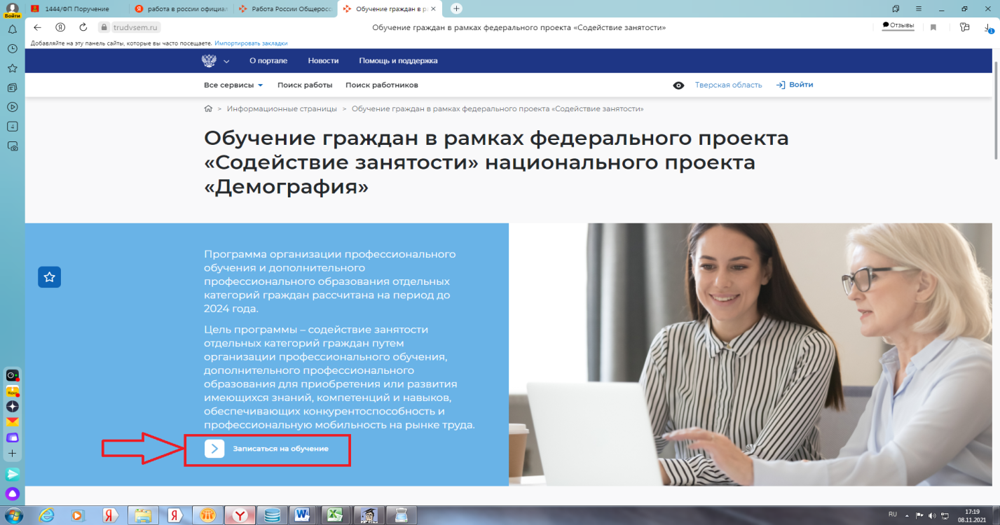 1444/ФП Поручение
работа в россии официал
Работа России Общеросс
Обучение граждан в р
Войти
trudvsem.ru
Обучение граждан в рамках федерального проекта «Содействие занятости»
Отзывы
1
Добавляйте на эту панель сайты, которые вы часто посещаете. Импортировать закладки
О портале Новости Помощь и поддержка
Все сервисы Поиск работы Поиск работников Тверская область Войти
> Информационные страницы > Обучение граждан в рамках федерального проекта «Содействие занятости»
Обучение граждан в рамках федерального проекта
«Содействие занятости» национального проекта
«Демография»
Программа организации профессионального
обучения и дополнительного
профессионального образования отдельных
категорий граждан рассчитана на период до
2024 года.
Цель программы – содействие занятости
отдельных категорий граждан путем
организации профессионального обучения,
дополнительного профессионального
образования для приобретения или развития
имеющихся знаний, компетенций и навыков,
обеспечивающих конкурентоспособность и
профессиональную мобильность на рынке труда.
Записаться на обучение
RU
17:19
08.11.2021